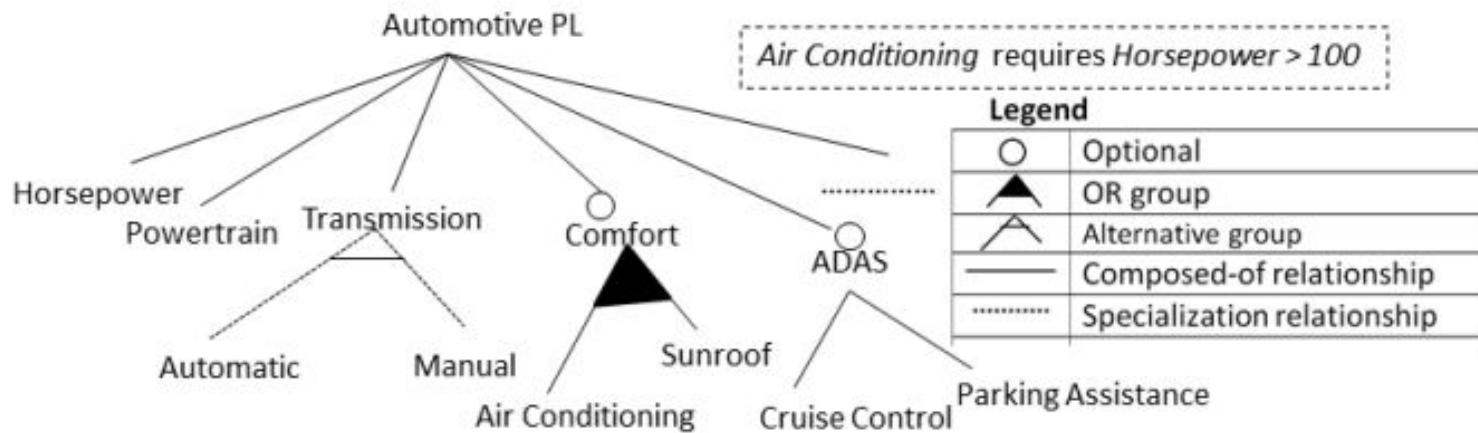 Automotive PL
Air Conditioning requires Horsepower > 100
Legend
Optional
OR group
Alternative group
Composed-of relationship
Specialization relationship
Horsepower
Powertrain
Transmission
Comfort
ADAS
Automatic
Manual
Air Conditioning
Sunroof
Cruise Control
Parking Assistance